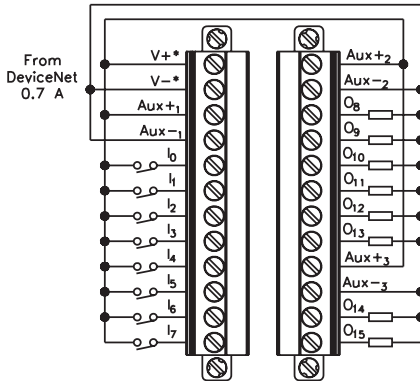 From
DeviceNet
0.7 A
V+*
V-*
Aux+₁
Aux-₁
I₀
I₁
I₂
I₃
I₄
I₅
I₆
I₇
Aux+₂
Aux-₂
O₈
O₉
O₁₀
O₁₁
O₁₂
O₁₃
Aux+₃
Aux-₃
O₁₄
O₁₅